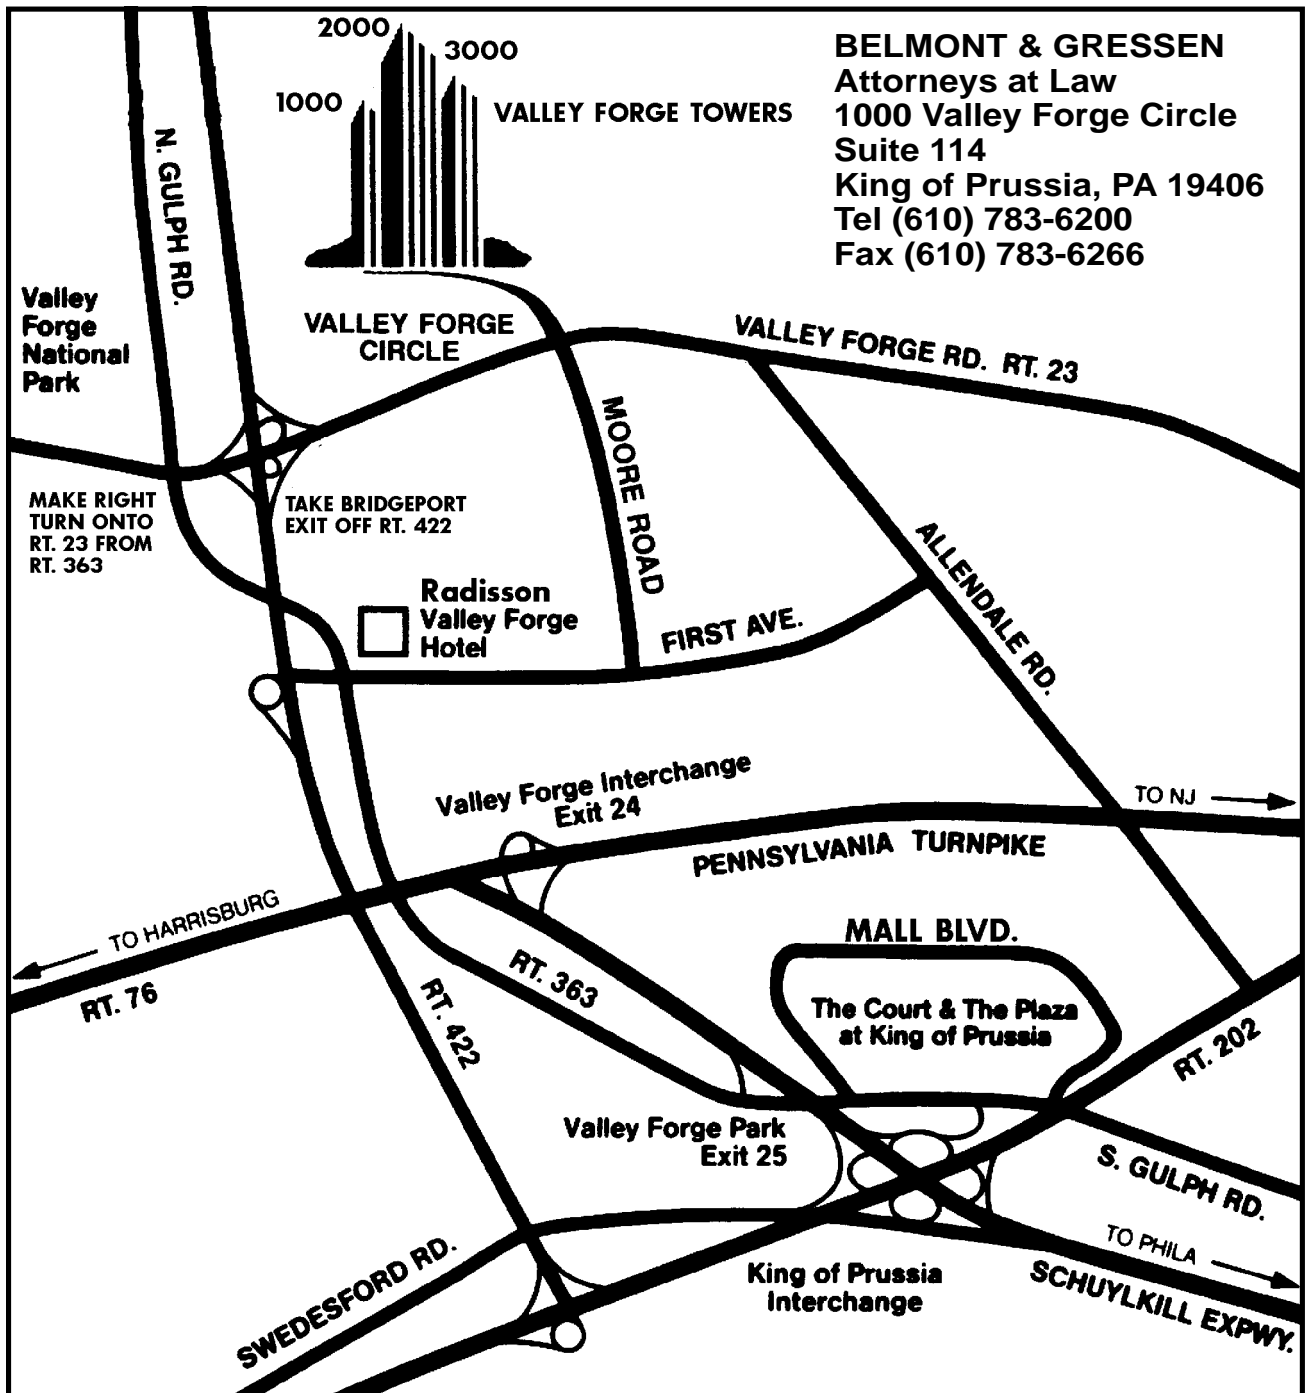 2000
3000
1000
VALLEY FORGE TOWERS
BELMONT & GRESSEN
Attorneys at Law
1000 Valley Forge Circle
Suite 114
King of Prussia, PA 19406
Tel (610) 783-6200
Fax (610) 783-6266
N. GULPH RD.
Valley
Forge
National
Park
VALLEY FORGE
CIRCLE
VALLEY FORGE RD. RT. 23
MOORE ROAD
MAKE RIGHT
TURN ONTO
RT. 23 FROM
RT. 363
TAKE BRIDGEPORT
EXIT OFF RT. 422
Radisson
Valley Forge
Hotel
FIRST AVE.
ALLENDALE RD.
Valley Forge Interchange
Exit 24
TO NJ
PENNSYLVANIA TURNPIKE
TO HARRISBURG
RT. 76
RT. 363
RT. 422
MALL BLVD.
The Court & The Plaza
at King of Prussia
RT. 202
Valley Forge Park
Exit 25
S. GULPH RD.
TO PHILA
SWEDESFORD RD.
King of Prussia
Interchange
SCHUYLKILL EXPWY.